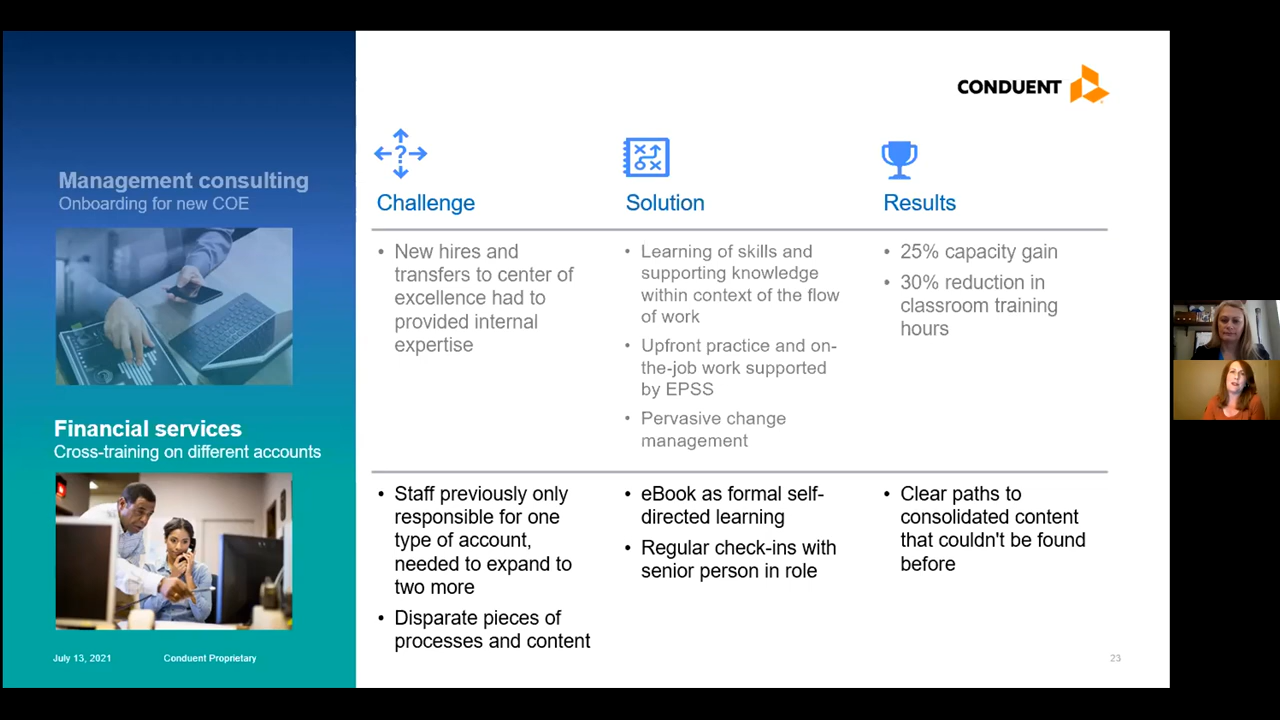 CONDUENT
Management consulting
Onboarding for new COE
Financial services
Cross-training on different accounts
July 13, 2021
Conduent Proprietary
?
Challenge
• New hires and
transfers to center of
excellence had to
provided internal
expertise
• Staff previously only
responsible for one
type of account,
needed to expand to
two more
• Disparate pieces of
processes and content
Solution
• Learning of skills and
supporting knowledge
within context of the flow
of work
• Upfront practice and on-
the-job work supported
by EPSS
• Pervasive change
management
• eBook as formal self-
directed learning
• Regular check-ins with
senior person in role
Results
• 25% capacity gain
• 30% reduction in
classroom training
hours
• Clear paths to
consolidated content
that couldn't be found
before
23